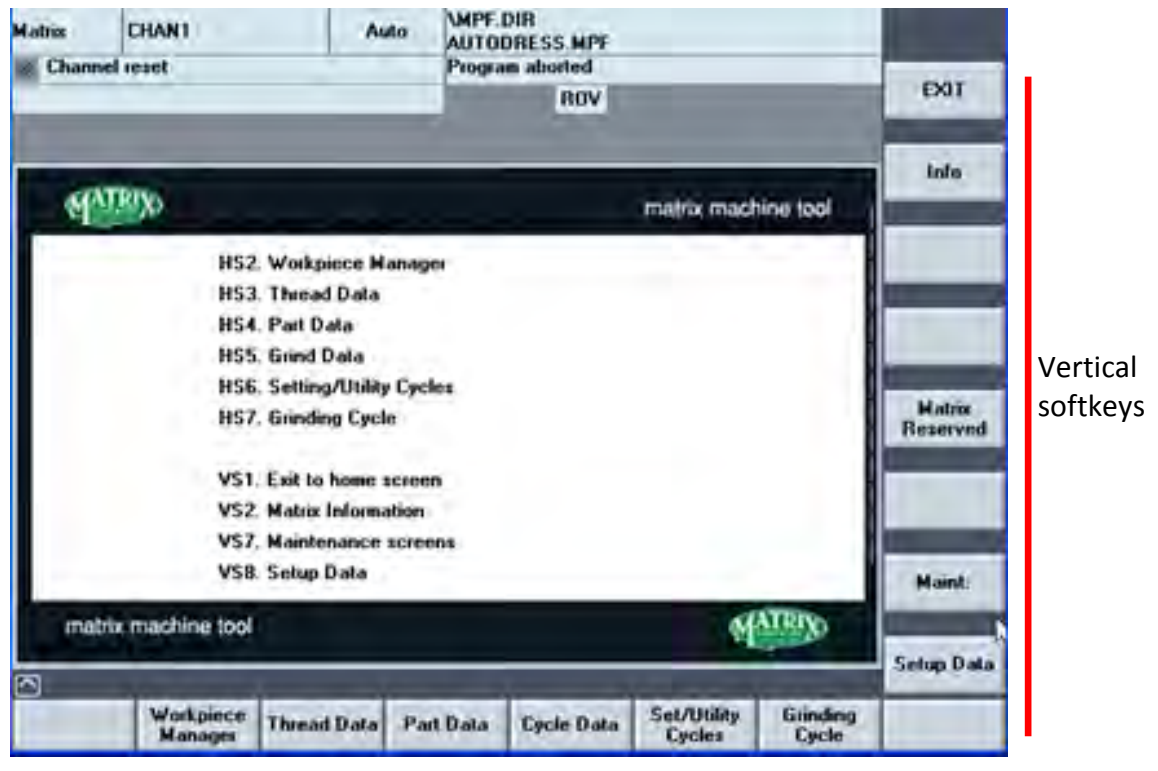 Matrix CHAN1 Auto \MPF.DIR
AUTODRESS.MPF
Channel reset Program aborted
ROV
EXIT
Info
MATRIX matrix machine tool
HS2. Workpiece Manager
HS3. Thread Data
HS4. Part Data
HS5. Grind Data
HS6. Setting/Utility Cycles
HS7. Grinding Cycle
VS1. Exit to home screen
VS2. Matrix Information
VS7. Maintenance screens
VS8. Setup Data
matrix machine tool MATRIX
Matrix
Reserved
Maint:
Setup Data
Vertical
softkeys
Workpiece
Manager
Thread Data
Part Data
Cycle Data
Set/Utility
Cycles
Grinding
Cycle